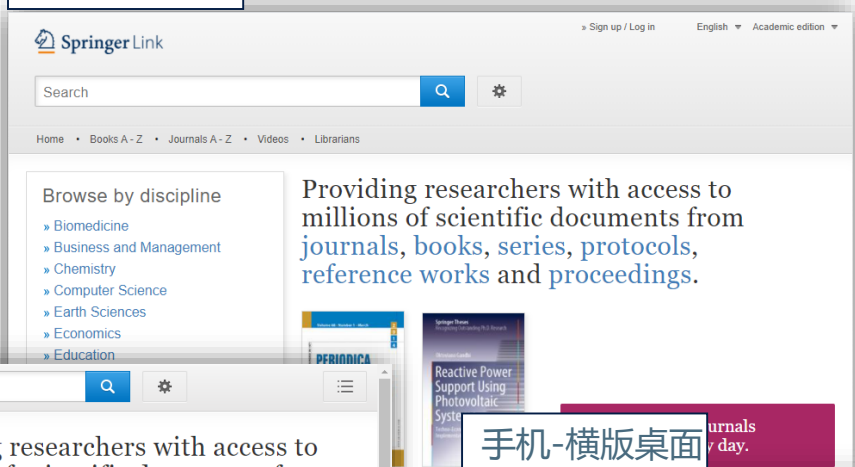 Springer Link
» Sign up / Log in English Academic edition
Search
Home • Books A - Z • Journals A - Z • Videos • Librarians
Browse by discipline
» Biomedicine
» Business and Management
» Chemistry
» Computer Science
» Earth Sciences
» Economics
» Education
Providing researchers with access to
millions of scientific documents from
journals, books, series, protocols,
reference works and proceedings.
PERIODICA
Springer Theses
Reactive Power
Support Using
Photovoltaic
day.
researchers with access to
手机-横版桌面